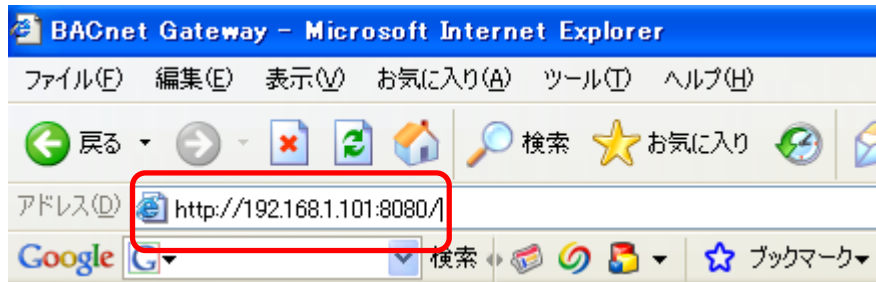 BACnet Gateway - Microsoft Internet Explorer
ファイル(F) 編集(E) 表示(V) お気に入り(A) ツール(T) ヘルプ(H)
戻る 検索 お気に入り
アドレス(D) http://192.168.1.101:8080/
Google G 検索 ブックマーク